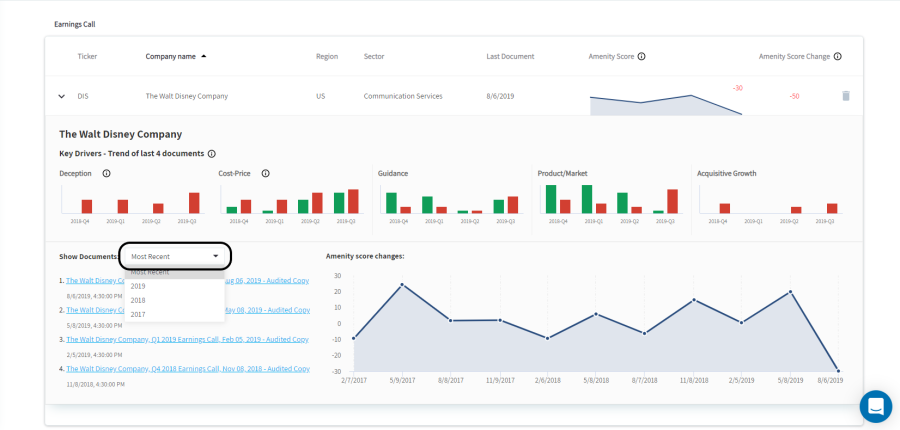 Earnings Call
Ticker Company name Region Sector Last Document Amenity Score Amenity Score Change
DIS The Walt Disney Company US Communication Services 8/6/2019 -30 -50
The Walt Disney Company
Key Drivers - Trend of last 4 documents
Deception Cost-Price Guidance Product/Market Acquisitive Growth
2018-Q4 2019-Q1 2019-Q2 2019-Q3 2018-Q4 2019-Q1 2019-Q2 2019-Q3 2018-Q4 2019-Q1 2019-Q2 2019-Q3 2018-Q4 2019-Q1 2019-Q2 2019-Q3 2018-Q4 2019-Q1 2019-Q2 2019-Q3
Show Documents: Most Recent
Most Recent
2019
2018
2017
1. The Walt Disney Co ug 06, 2019 - Audited Copy
8/6/2019, 4:30:00 PM
2. The Walt Disney Co May 08, 2019 - Audited Copy
5/8/2019, 4:30:00 PM
3. The Walt Disney Company, Q1 2019 Earnings Call, Feb 05, 2019 - Audited Copy
2/5/2019, 4:30:00 PM
4. The Walt Disney Company, Q4 2018 Earnings Call, Nov 08, 2018 - Audited Copy
11/8/2018, 4:30:00 PM
Amenity score changes:
30
20
10
0
-10
-20
-30
2/7/2017 5/9/2017 8/8/2017 11/9/2017 2/6/2018 5/8/2018 8/7/2018 11/8/2018 2/5/2019 5/8/2019 8/6/2019